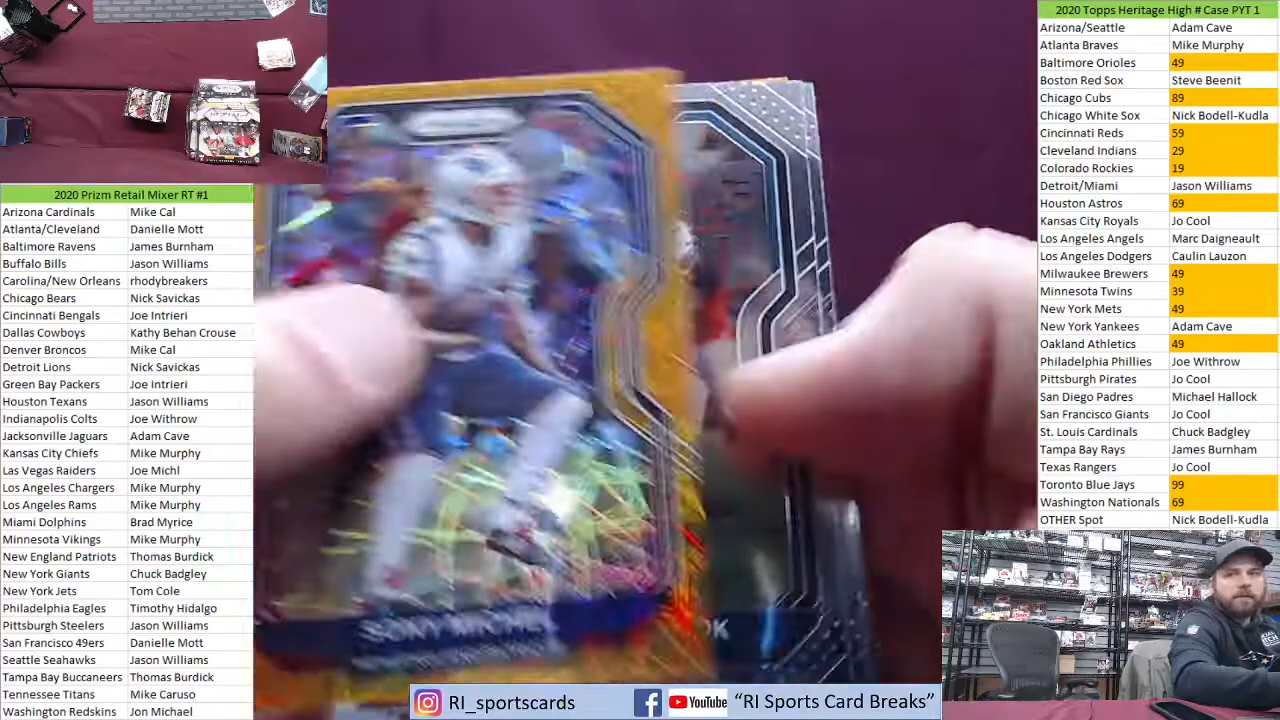 2020 Prizm Retail Mixer RT #1
Arizona Cardinals Mike Cal
Atlanta/Cleveland Danielle Mott
Baltimore Ravens James Burnham
Buffalo Bills Jason Williams
Carolina/New Orleans rhodybreakers
Chicago Bears Nick Savickas
Cincinnati Bengals Joe Intrieri
Dallas Cowboys Kathy Behan Crouse
Denver Broncos Mike Cal
Detroit Lions Nick Savickas
Green Bay Packers Joe Intrieri
Houston Texans Jason Williams
Indianapolis Colts Joe Withrow
Jacksonville Jaguars Adam Cave
Kansas City Chiefs Mike Murphy
Las Vegas Raiders Joe Michl
Los Angeles Chargers Mike Murphy
Los Angeles Rams Mike Murphy
Miami Dolphins Brad Myrice
Minnesota Vikings Mike Murphy
New England Patriots Thomas Burdick
New York Giants Chuck Badgley
New York Jets Tom Cole
Philadelphia Eagles Timothy Hidalgo
Pittsburgh Steelers Jason Williams
San Francisco 49ers Danielle Mott
Seattle Seahawks Jason Williams
Tampa Bay Buccaneers Thomas Burdick
Tennessee Titans Mike Caruso
Washington Redskins Jon Michael
2020 Topps Heritage High # Case PYT 1
Arizona/Seattle Adam Cave
Atlanta Braves Mike Murphy
Baltimore Orioles 49
Boston Red Sox Steve Beenit
Chicago Cubs 89
Chicago White Sox Nick Bodell-Kudla
Cincinnati Reds 59
Cleveland Indians 29
Colorado Rockies 19
Detroit/Miami Jason Williams
Houston Astros 69
Kansas City Royals Jo Cool
Los Angeles Angels Marc Daigneault
Los Angeles Dodgers Caulin Lauzon
Milwaukee Brewers 49
Minnesota Twins 39
New York Mets 49
New York Yankees Adam Cave
Oakland Athletics 49
Philadelphia Phillies Joe Withrow
Pittsburgh Pirates Jo Cool
San Diego Padres Michael Hallock
San Francisco Giants Jo Cool
St. Louis Cardinals Chuck Badgley
Tampa Bay Rays James Burnham
Texas Rangers Jo Cool
Toronto Blue Jays 99
Washington Nationals 69
OTHER Spot Nick Bodell-Kudla
RI_sportscards YouTube "RI Sports Card Breaks"